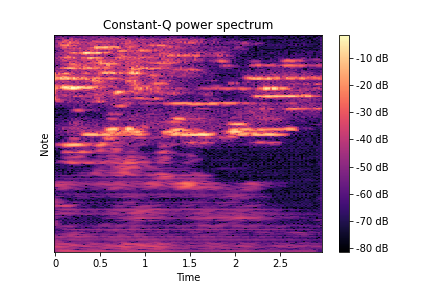 Constant-Q power spectrum
Note
-10 dB
-20 dB
-30 dB
-40 dB
-50 dB
-60 dB
-70 dB
-80 dB
0
0.5
1
1.5
2
2.5
Time